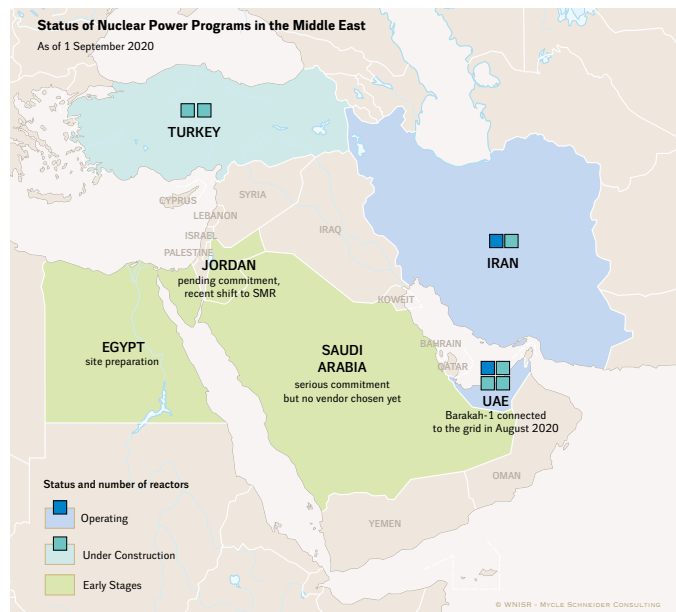 Status of Nuclear Power Programs in the Middle East
As of 1 September 2020
TURKEY
CYPRUS
SYRIA
LEBANON
ISRAEL
PALESTINE
IRAQ
IRAN
JORDAN
pending commitment,
recent shift to SMR
KOWEIT
EGYPT
site preparation
SAUDI
ARABIA
serious commitment
but no vendor chosen yet
BAHRAIN
QATAR
UAE
Barakah-1 connected
to the grid in August 2020
OMAN
YEMEN
Status and number of reactors
Operating
Under Construction
Early Stages
© WNISR - Mycle Schneider Consulting